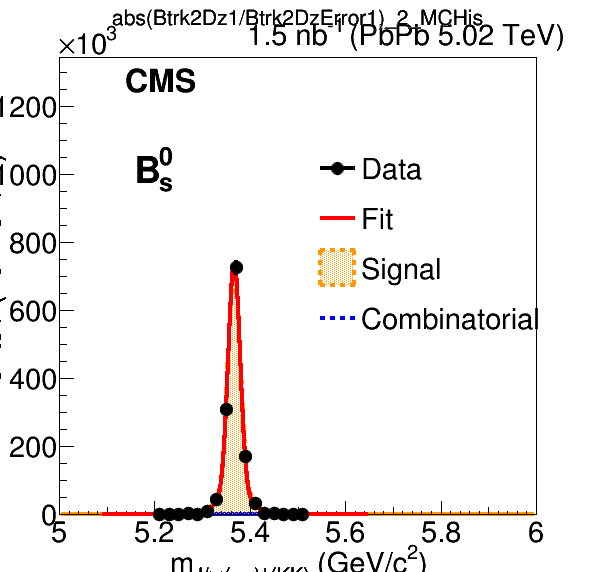 abs(Btrk2Dz1/Btrk2DzError1)_2_MCHis
1.5 nb⁻¹ (PbPb 5.02 TeV)
×10³
CMS
B⁰ₛ
Data
Fit
Signal
Combinatorial
1200
1000
800
600
400
200
0
5 5.2 5.4 5.6 5.8 6
(GeV/c²)